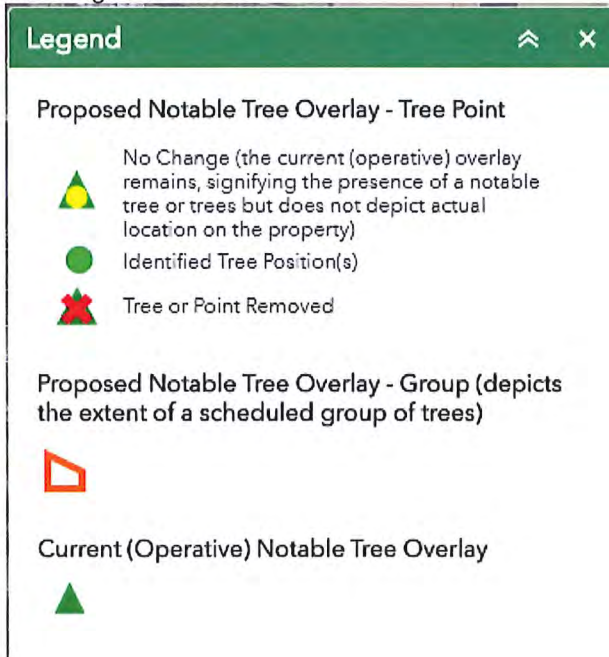 Legend
Proposed Notable Tree Overlay - Tree Point
No Change (the current (operative) overlay
remains, signifying the presence of a notable
tree or trees but does not depict actual
location on the property)
Identified Tree Position(s)
Tree or Point Removed
Proposed Notable Tree Overlay - Group (depicts
the extent of a scheduled group of trees)
Current (Operative) Notable Tree Overlay